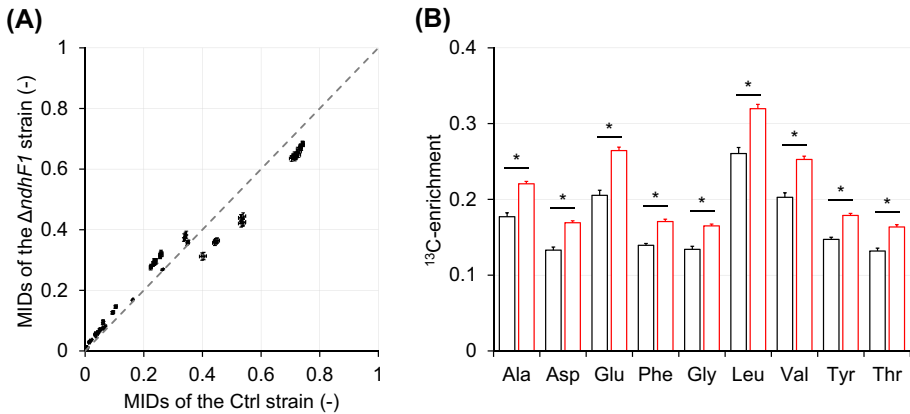 (A)
1
0.8
0.6
0.4
0.2
0
0 0.2 0.4 0.6 0.8 1
MIDs of the ΔndhF1 strain (-)
MIDs of the Ctrl strain (-)
(B)
0.4
0.3
0.2
0.1
0
¹³C-enrichment
* * * * * * * * *
Ala Asp Glu Phe Gly Leu Val Tyr Thr